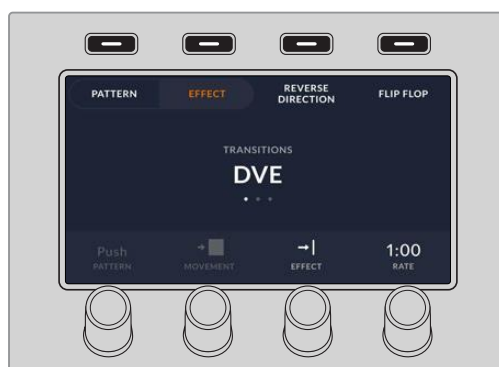 PATTERN
EFFECT
REVERSE
DIRECTION
FLIP FLOP
TRANSITIONS
DVE
Push
PATTERN
MOVEMENT
EFFECT
1:00
RATE